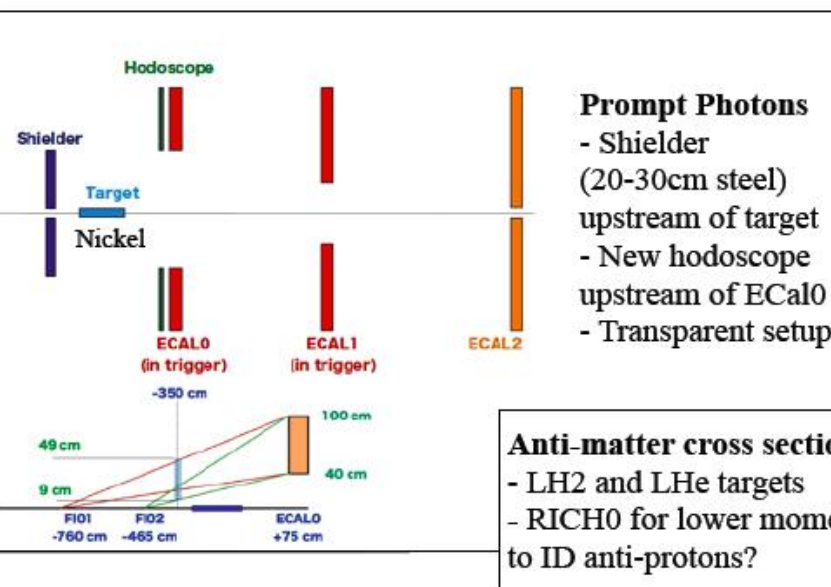 Hodoscope
Shielder
Target
Nickel
ECAL0
(in trigger)
ECAL1
(in trigger)
ECAL2
Prompt Photons
- Shielder
(20-30cm steel)
upstream of target
- New hodoscope
upstream of ECal0
- Transparent setup
-350 cm
100 cm
49 cm
40 cm
9 cm
FI01
-760 cm
FI02
-465 cm
ECAL0
+75 cm
Anti-matter cross
- LH2 and LHe targets
- RICH0 for lower
to ID anti-protons?